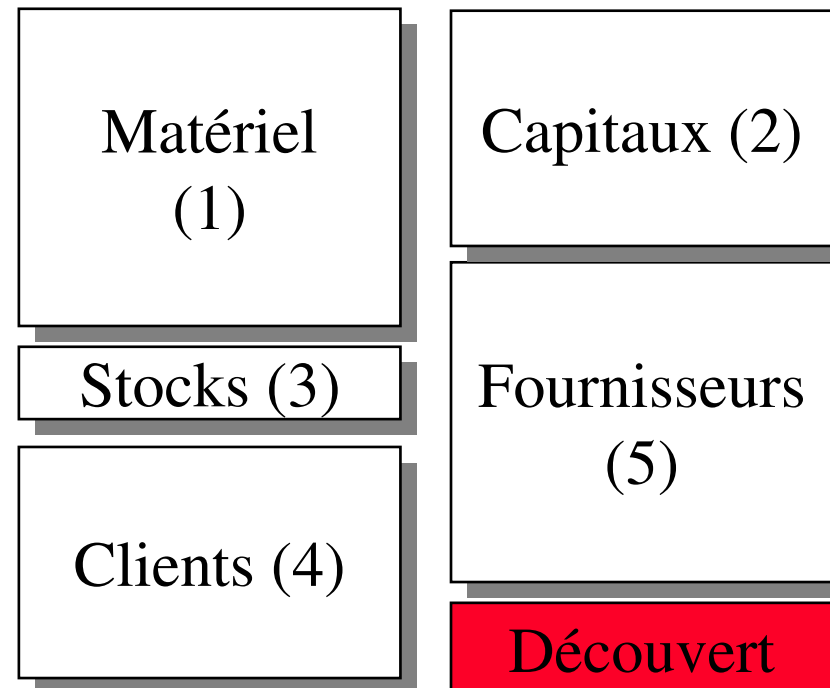 Matériel
(1)
Stocks (3)
Clients (4)
Capitaux (2)
Fournisseurs
(5)
Découvert